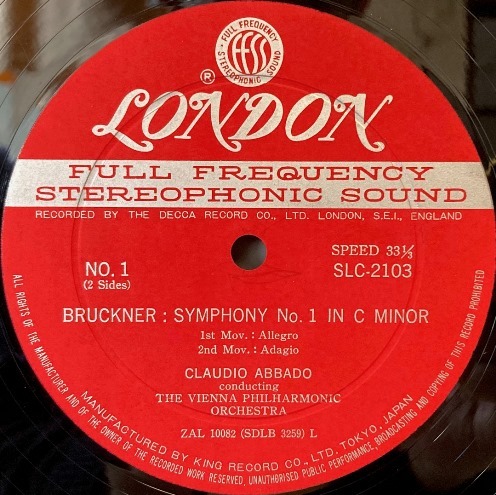 FULL FREQUENCY
ffss
STEREOPHONIC SOUND
®
LONDON
FULL FREQUENCY
STEREOPHONIC SOUND
RECORDED BY THE DECCA RECORD CO., LTD. LONDON, S.E.I., ENGLAND
SPEED 33⅓
NO. 1
SLC-2103
(2 Sides)
BRUCKNER : SYMPHONY No. 1 IN C MINOR
1st Mov. : Allegro
2nd Mov. : Adagio
CLAUDIO ABBADO
conducting
THE VIENNA PHILHARMONIC
ORCHESTRA
ZAL 10082 (SDLB 3259) L
MANUFACTURED BY KING RECORD CO., LTD. TOKYO, JAPAN
ALL RIGHTS OF THE MANUFACTURER AND OF THE OWNER OF THE RECORDED WORK RESERVED. UNAUTHORISED PUBLIC PERFORMANCE, BROADCASTING AND COPYING OF THIS RECORD PROHIBITED